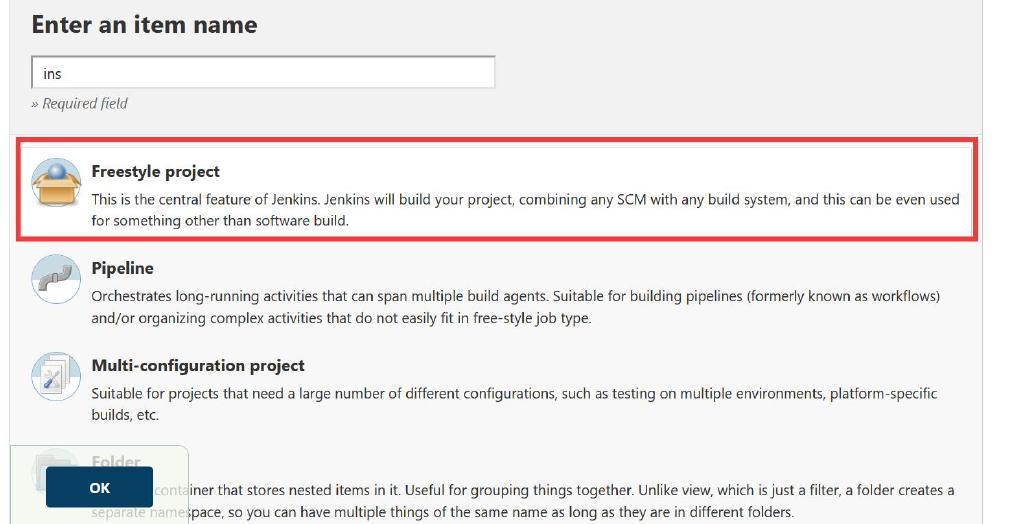 Enter an item name
ins
» Required field
Freestyle project
This is the central feature of Jenkins. Jenkins will build your project, combining any SCM with any build system, and this can be even used
for something other than software build.
Pipeline
Orchestrates long-running activities that can span multiple build agents. Suitable for building pipelines (formerly known as workflows)
and/or organizing complex activities that do not easily fit in free-style job type.
Multi-configuration project
Suitable for projects that need a large number of different configurations, such as testing on multiple environments, platform-specific
builds, etc.
Folder
OK
container that stores nested items in it. Useful for grouping things together. Unlike view, which is just a filter, a folder creates a
separate namespace, so you can have multiple things of the same name as long as they are in different folders.